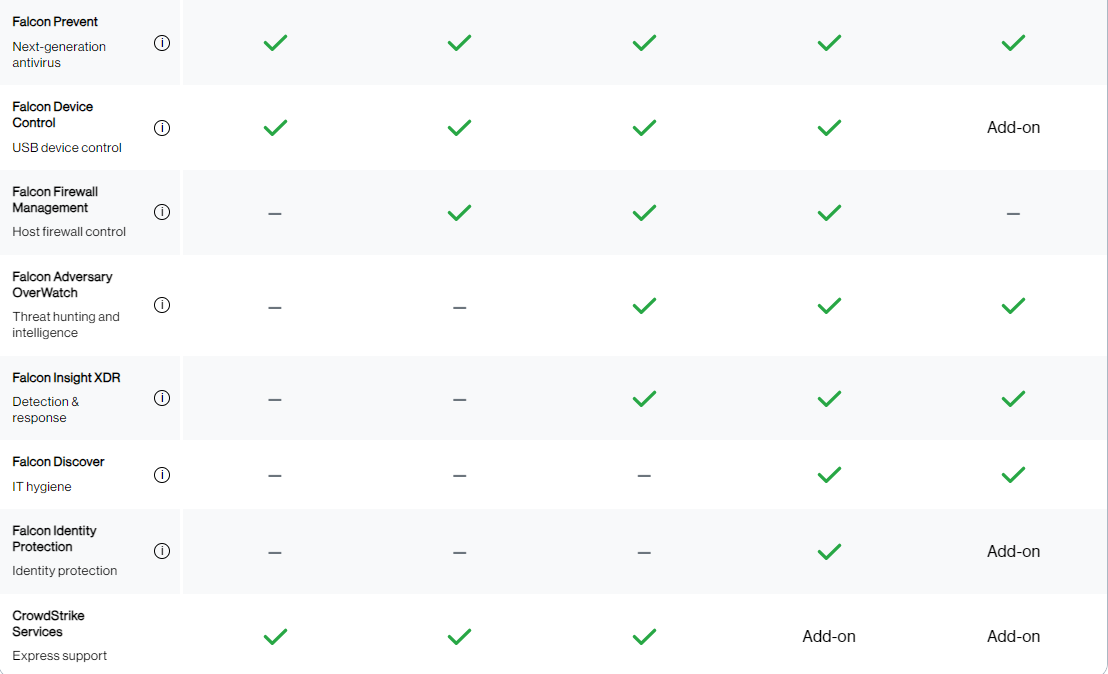 Falcon Prevent
Next-generation
antivirus
Falcon Device
Control
USB device control
Add-on
Falcon Firewall
Management
Host firewall control
–
–
Falcon Adversary
OverWatch
Threat hunting and
intelligence
–
–
Falcon Insight XDR
Detection &
response
–
–
Falcon Discover
IT hygiene
–
–
–
Falcon Identity
Protection
Identity protection
–
–
–
Add-on
CrowdStrike
Services
Express support
Add-on
Add-on